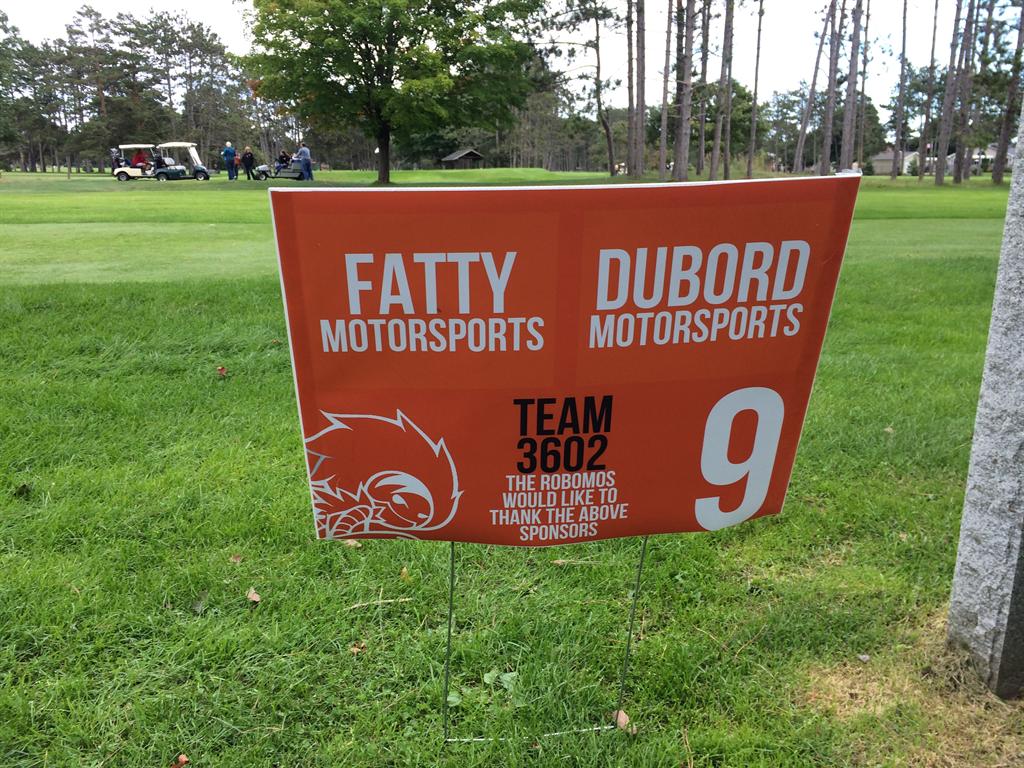 FATTY
MOTORSPORTS
DUBORD
MOTORSPORTS
TEAM
3602
THE ROBOMOS
WOULD LIKE TO
THANK THE ABOVE
SPONSORS
9